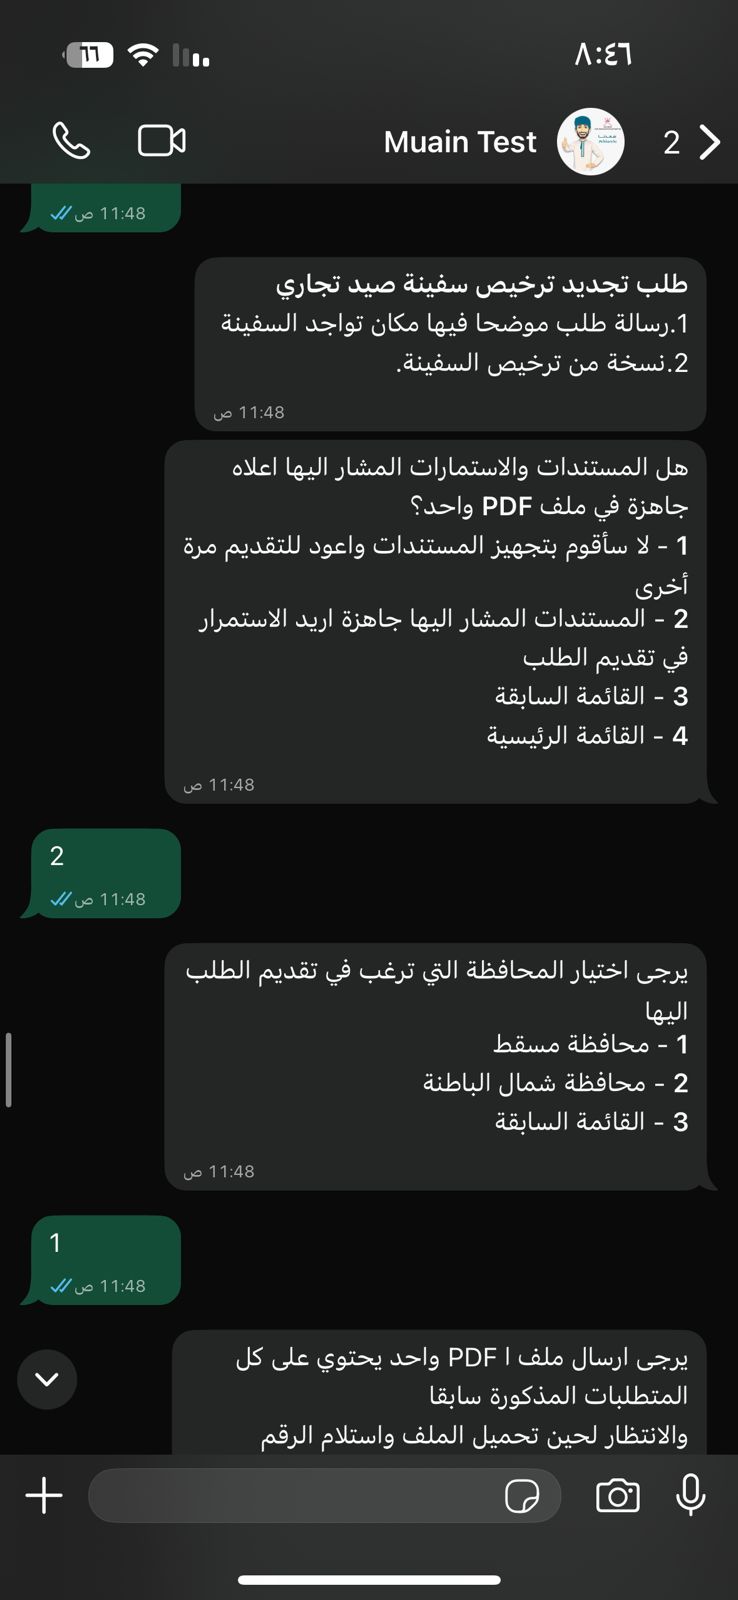 ٦٦
٨:٤٦
Muain Test
2
11:48 ص
طلب تجديد ترخيص سفينة صيد تجاري
1.رسالة طلب موضحا فيها مكان تواجد السفينة
2.نسخة من ترخيص السفينة.
11:48 ص
هل المستندات والاستمارات المشار اليها اعلاه
جاهزة في ملف PDF واحد؟
1 - لا سأقوم بتجهيز المستندات واعود للتقديم مرة
أخرى
2 - المستندات المشار اليها جاهزة اريد الاستمرار
في تقديم الطلب
3 - القائمة السابقة
4 - القائمة الرئيسية
11:48 ص
2
11:48 ص
يرجى اختيار المحافظة التي ترغب في تقديم الطلب
اليها
1 - محافظة مسقط
2 - محافظة شمال الباطنة
3 - القائمة السابقة
11:48 ص
1
11:48 ص
يرجى ارسال ملف ا PDF واحد يحتوي على كل
المتطلبات المذكورة سابقا
والانتظار لحين تحميل الملف واستلام الرقم